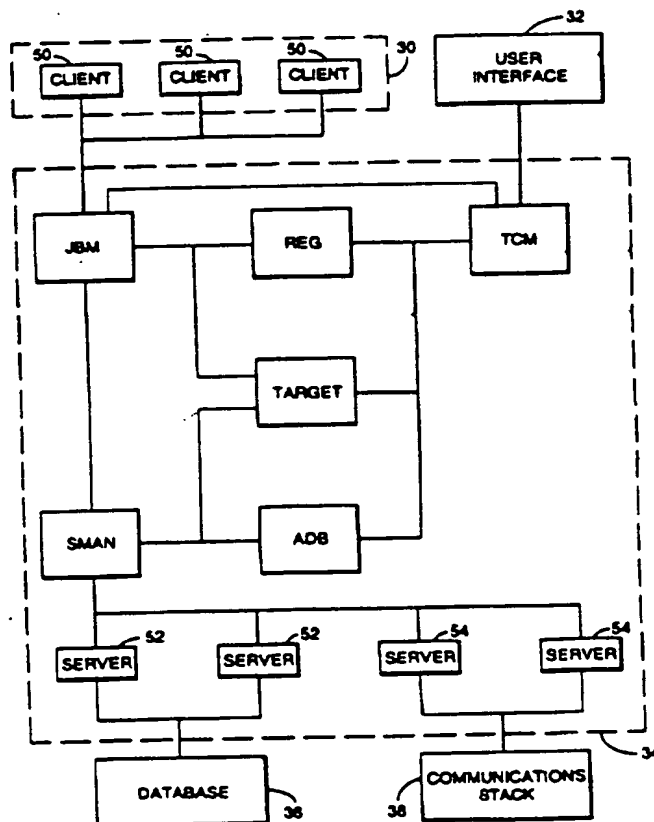 50 50 50 30 32
CLIENT CLIENT CLIENT
USER
INTERFACE
JBM REG TCM
TARGET
SMAN ADB
52 52 54 54
SERVER SERVER SERVER SERVER
34
DATABASE
36
COMMUNICATIONS
STACK
38